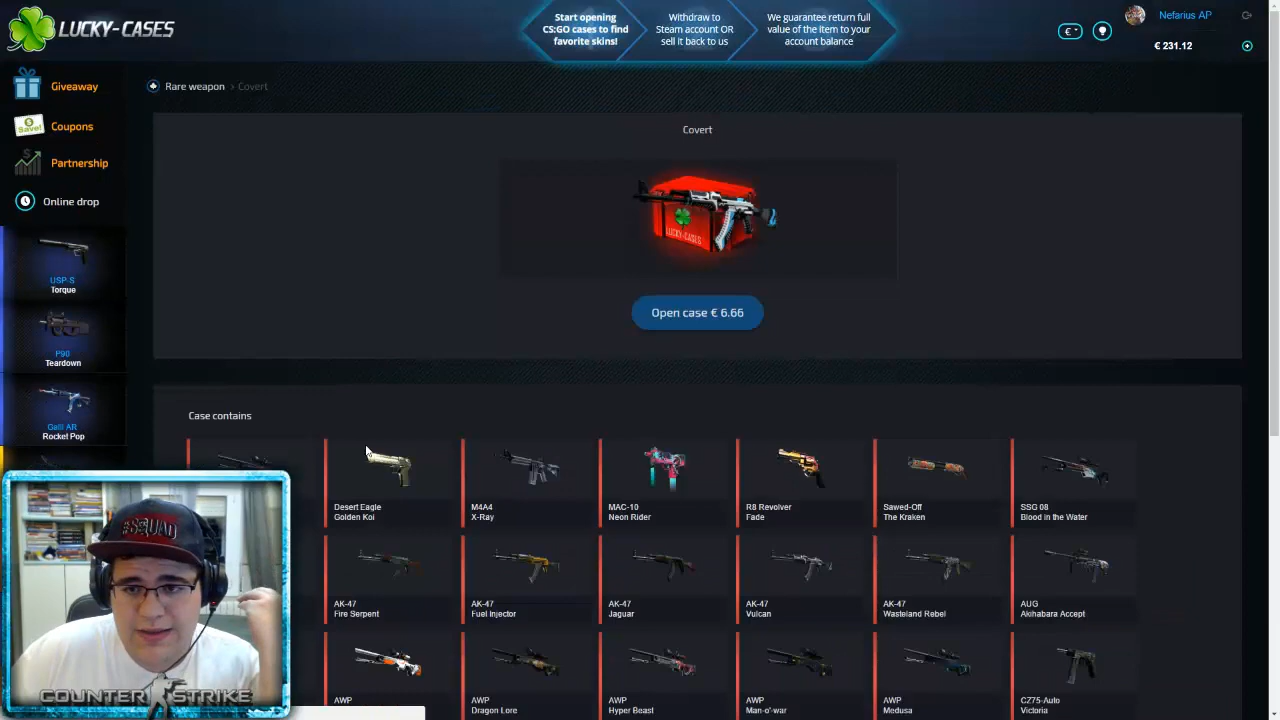 LUCKY-CASES
Start opening
CS:GO cases to find
favorite skins!
Withdraw to
Steam account OR
sell it back to us
We guarantee return full
value of the item to your
account balance
€
Nefarius AP
€ 231.12
Giveaway
Save!
Coupons
Partnership
Online drop
Rare weapon > Covert
Covert
LUCKY-CASES
Open case € 6.66
USP-S
Torque
P90
Teardown
Galil AR
Rocket Pop
Case contains
Desert Eagle
Golden Koi
M4A4
X-Ray
MAC-10
Neon Rider
R8 Revolver
Fade
Sawed-Off
The Kraken
SSG 08
Blood in the Water
AK-47
Fire Serpent
AK-47
Fuel Injector
AK-47
Jaguar
AK-47
Vulcan
AK-47
Wasteland Rebel
AUG
Akihabara Accept
AWP
AWP
Dragon Lore
AWP
Hyper Beast
AWP
Man-o'-war
AWP
Medusa
CZ75-Auto
Victoria
SQUAD
COUNTER STRIKE